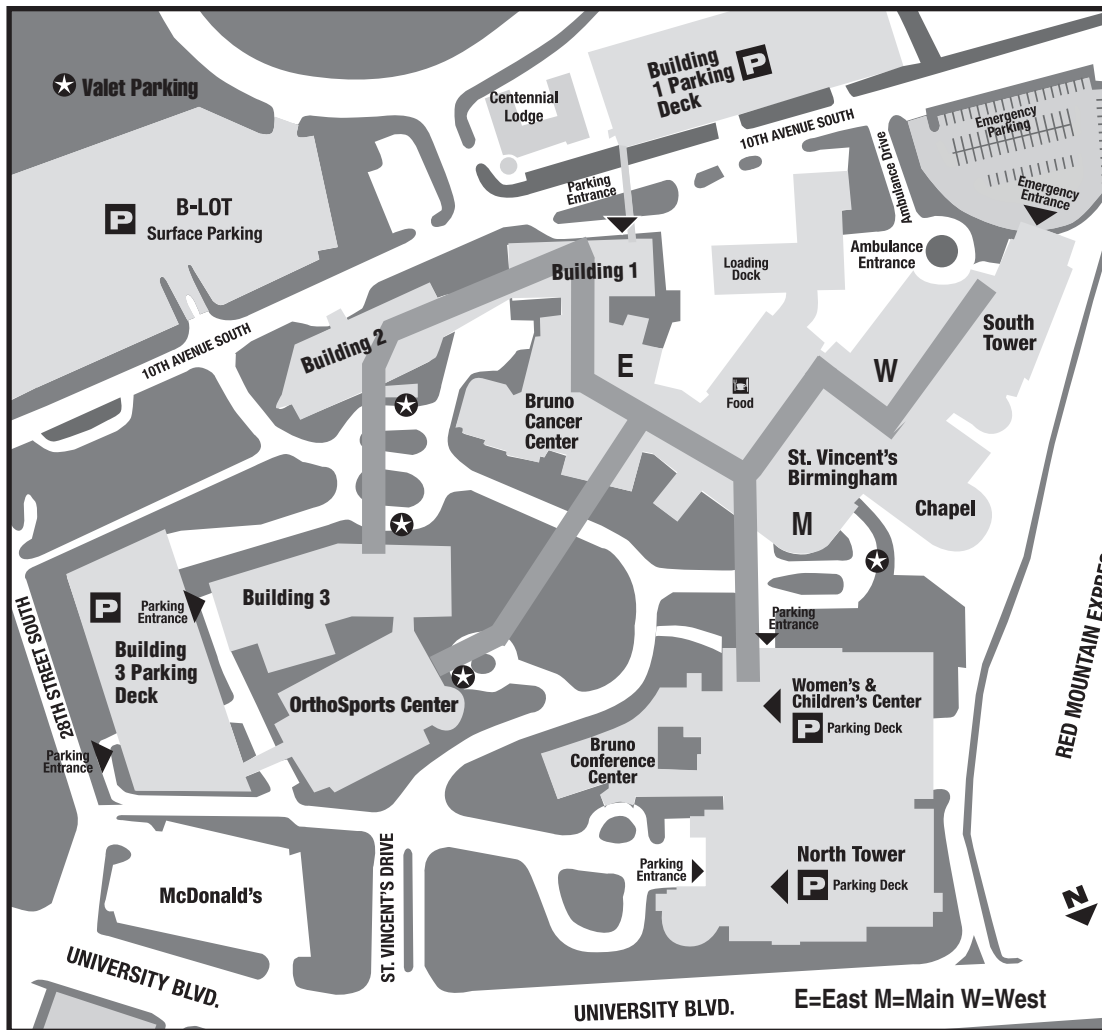 Valet Parking
Building
1 Parking
Deck
P
Centennial
Lodge
10TH AVENUE SOUTH
Emergency
Parking
Ambulance Drive
Emergency
Entrance
Parking
Entrance
P
B-LOT
Surface Parking
Ambulance
Entrance
Building 1
Loading
Dock
10TH AVENUE SOUTH
Building 2
South
Tower
E
W
Food
Bruno
Cancer
Center
St. Vincent's
Birmingham
M
Chapel
28TH STREET SOUTH
P
Parking
Entrance
Building 3
Building
3 Parking
Deck
Parking
Entrance
OrthoSports Center
Parking
Entrance
Women's &
Children's Center
P Parking Deck
Bruno
Conference
Center
RED MOUNTAIN EXPRES
Parking
Entrance
North Tower
P Parking Deck
McDonald's
ST. VINCENT'S DRIVE
N
UNIVERSITY BLVD.
UNIVERSITY BLVD.
E=East M=Main W=West